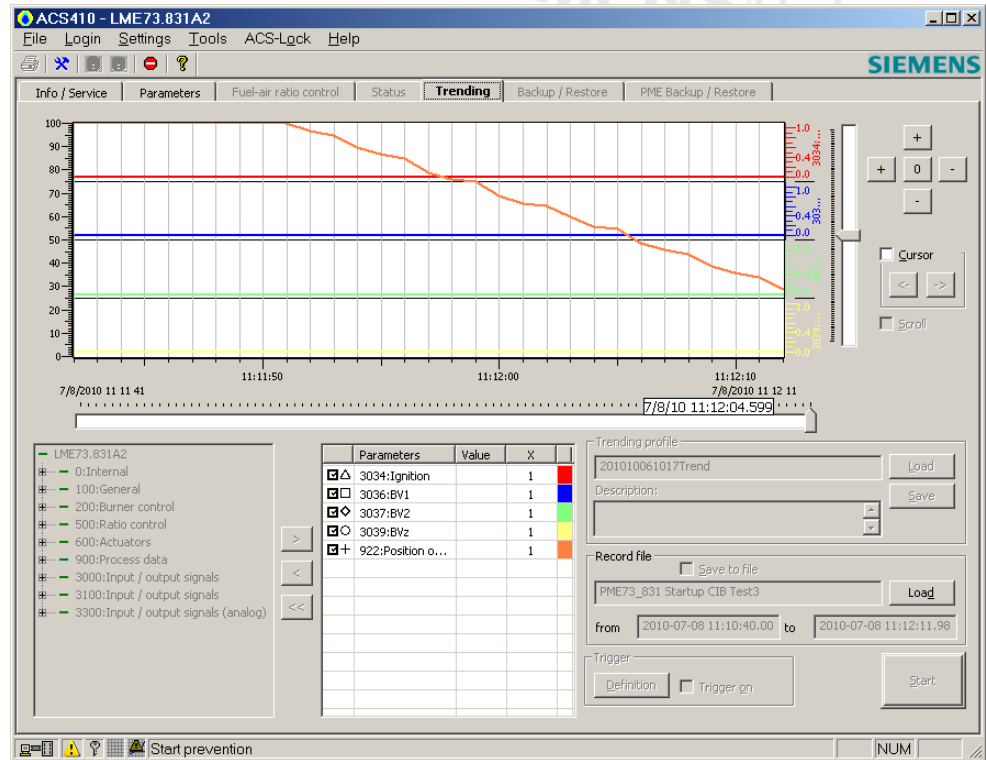 ACS410 - LME73.831A2
File Login Settings Tools ACS-Lock Help
SIEMENS
Info / Service Parameters Fuel-air ratio control Status Trending Backup / Restore PME Backup / Restore
100
90
80
70
60
50
40
30
20
10
0
1.0
0.4
0.0
3034:...
1.0
0.4
0.0
303...
1.0
0.4
0.0
1.0
0.4
0.0
3039:...
+
+ 0 -
-
Cursor
<- ->
Scroll
11:11:50 11:12:00 11:12:10
7/8/2010 11 11 41 7/8/2010 11 12 11
7/8/10 11:12:04.599
LME73.831A2
0:Internal
100:General
200:Burner control
500:Ratio control
600:Actuators
900:Process data
3000:Input / output signals
3100:Input / output signals
3300:Input / output signals (analog)
>
<
<<
Parameters Value X
3034:Ignition 1
3036:BV1 1
3037:BV2 1
3039:BVz 1
922:Position o... 1
Trending profile
201010061017Trend Load
Description:
Save
Record file
Save to file
PME73_831 Startup CIB Test3 Load
from 2010-07-08 11:10:40.00 to 2010-07-08 11:12:11.98
Trigger
Definition Trigger on
Start
Start prevention NUM